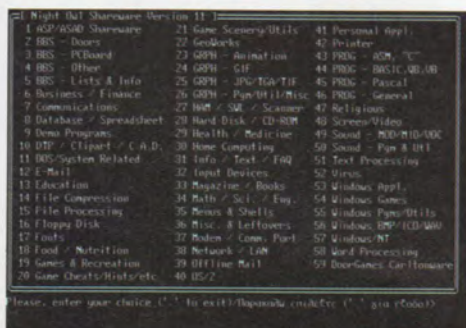 [ Night Owl Shareware Version 11 ]
1 ASP/ASAD Shareware
2 BBS - Doors
3 BBS - PCBoard
4 BBS - Other
5 BBS - Lists & Info
6 Business / Finance
7 Communications
8 Database / Spreadsheet
9 Demo Programs
10 DTP / Clipart / C.A.D.
11 DOS/System Related
12 E-Mail
13 Education
14 File Compression
15 File Processing
16 Floppy Disk
17 Fonts
18 Food / Nutrition
19 Games & Recreation
20 Game Cheats/Hints/etc
21 Game Scenery/Utils
22 GeoWorks
23 GRPH - Animation
24 GRPH - GIF
25 GRPH - JPG/TGA/TIF
26 GRPH - Pgm/Util/Misc
27 HAM / SWL / Scanner
28 Hard Disk / CD-ROM
29 Health / Medicine
30 Home Computing
31 Info / Text / FAQ
32 Input Devices
33 Magazine / Books
34 Math / Sci. / Eng.
35 Menus & Shells
36 Misc. & Leftovers
37 Modem / Comm. Port
38 Network / LAN
39 Offline Mail
40 OS/2
41 Personal Appl.
42 Printer
43 PROG - ASM, "C"
44 PROG - BASIC,QB,VB
45 PROG - Pascal
46 PROG - General
47 Religious
48 Screen/Video
49 Sound - MOD/MID/VOC
50 Sound - Pgm & Util
51 Text Processing
52 Virus
53 Windows Appl.
54 Windows Games
55 Windows Pgms/Utils
56 Windows BMP/ICO/WAV
57 Windows/NT
58 Word Processing
59 DoorGames Carltonware
Please, enter your choice ('.' to exit)